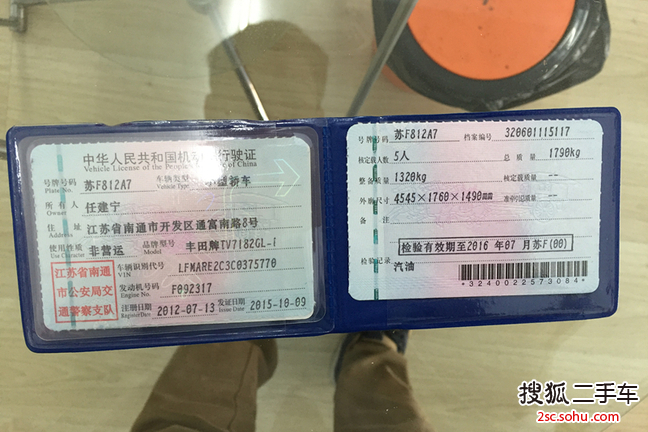 中华人民共和国机动车行驶证
Vehicle License of the People's Republic of China
号牌号码 苏F812A7 车辆类型 小型轿车
Plate No. Vehicle Type
所有人 任建宁
Owner
住址 江苏省南通市开发区通富南路8号
Address
使用性质 非营运 品牌型号 丰田牌TV7182GL-i
Use Character Model
江苏省南通
市公安局交
通警察支队
车辆识别代号 LFMARE2C3C0375770
VIN
发动机号码 F092317
Engine No.
注册日期 2012-07-13 发证日期 2015-10-09
Register Date Issue Date
号牌号码 苏F812A7 档案编号 320601115117
核定载人数 5人 总质量 1790kg
整备质量 1320kg 核定载质量 --
外廓尺寸 4545×1760×1490mm 准牵引总质量 --
备注
检验有效期至2016年07月苏F(00)
检验记录
汽油
*3240022573084*
搜狐二手车
2sc.sohu.com